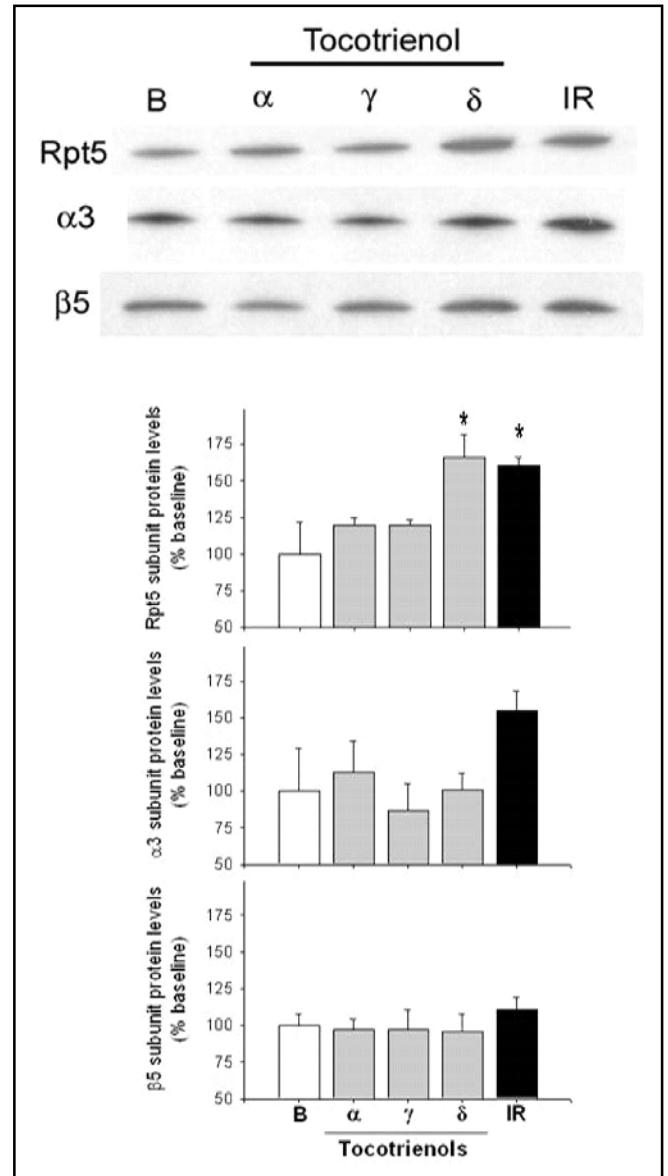 Tocotrienol
B α γ δ IR
Rpt5
α3
β5
Rpt5 subunit protein levels
(% baseline)
175
150
125
100
75
50
* *
α3 subunit protein levels
(% baseline)
175
150
125
100
75
50
β5 subunit protein levels
(% baseline)
175
150
125
100
75
50
B α γ δ IR
Tocotrienols